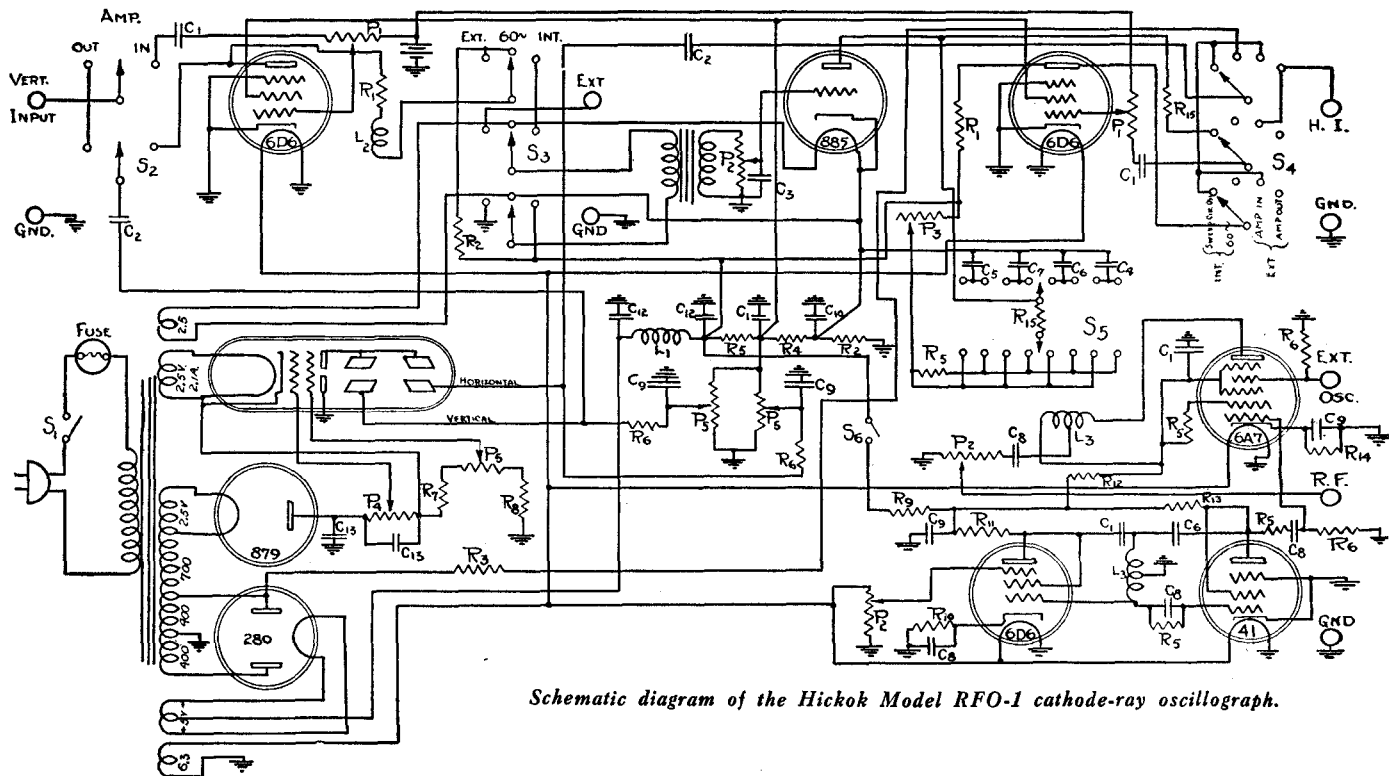 AMP.
OUT
IN
C1
P1
VERT.
INPUT
S2
GND.
C2
6D6
R1
L2
EXT. 60~ INT.
C2
EXT
S3
R2
GND
P2
C3
885
R1
6D6
P1
C1
R15
S4
H. I.
GND.
INT.
60~
EXT
AMP IN
AMP OUT
P3
C5
C7
C6
C4
R15
S5
R5
2.5
FUSE
S1
2.5V.
2.1A.
HORIZONTAL
VERTICAL
C12
L1
C12
R5
C1
R4
C14
R2
C9
P5
P5
C9
R6
R6
S6
P2
C8
L3
C1
R5
6A7
R6
EXT.
OSC.
C9
R14
R.F.
R12
R13
2.5V
700
400
400
879
C13
P4
C13
R7
P5
R8
R3
280
5V
6.3
R9
C9
R11
C1
C6
R5
C8
R6
L3
P2
R10
C8
6D6
C8
R5
41
GND
Schematic diagram of the Hickok Model RFO-1 cathode-ray oscillograph.